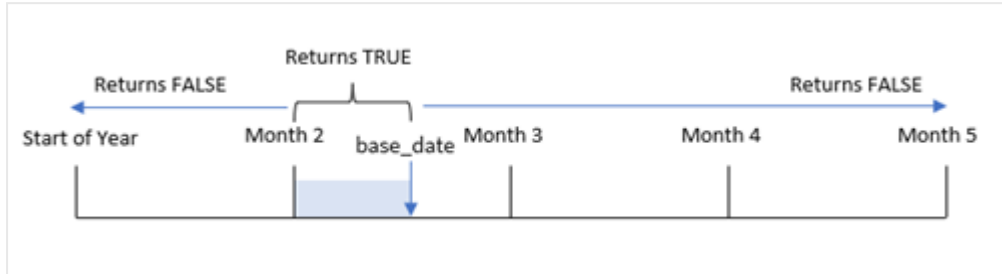 Returns TRUE
Returns FALSE
Returns FALSE
Start of Year
Month 2
base_date
Month 3
Month 4
Month 5